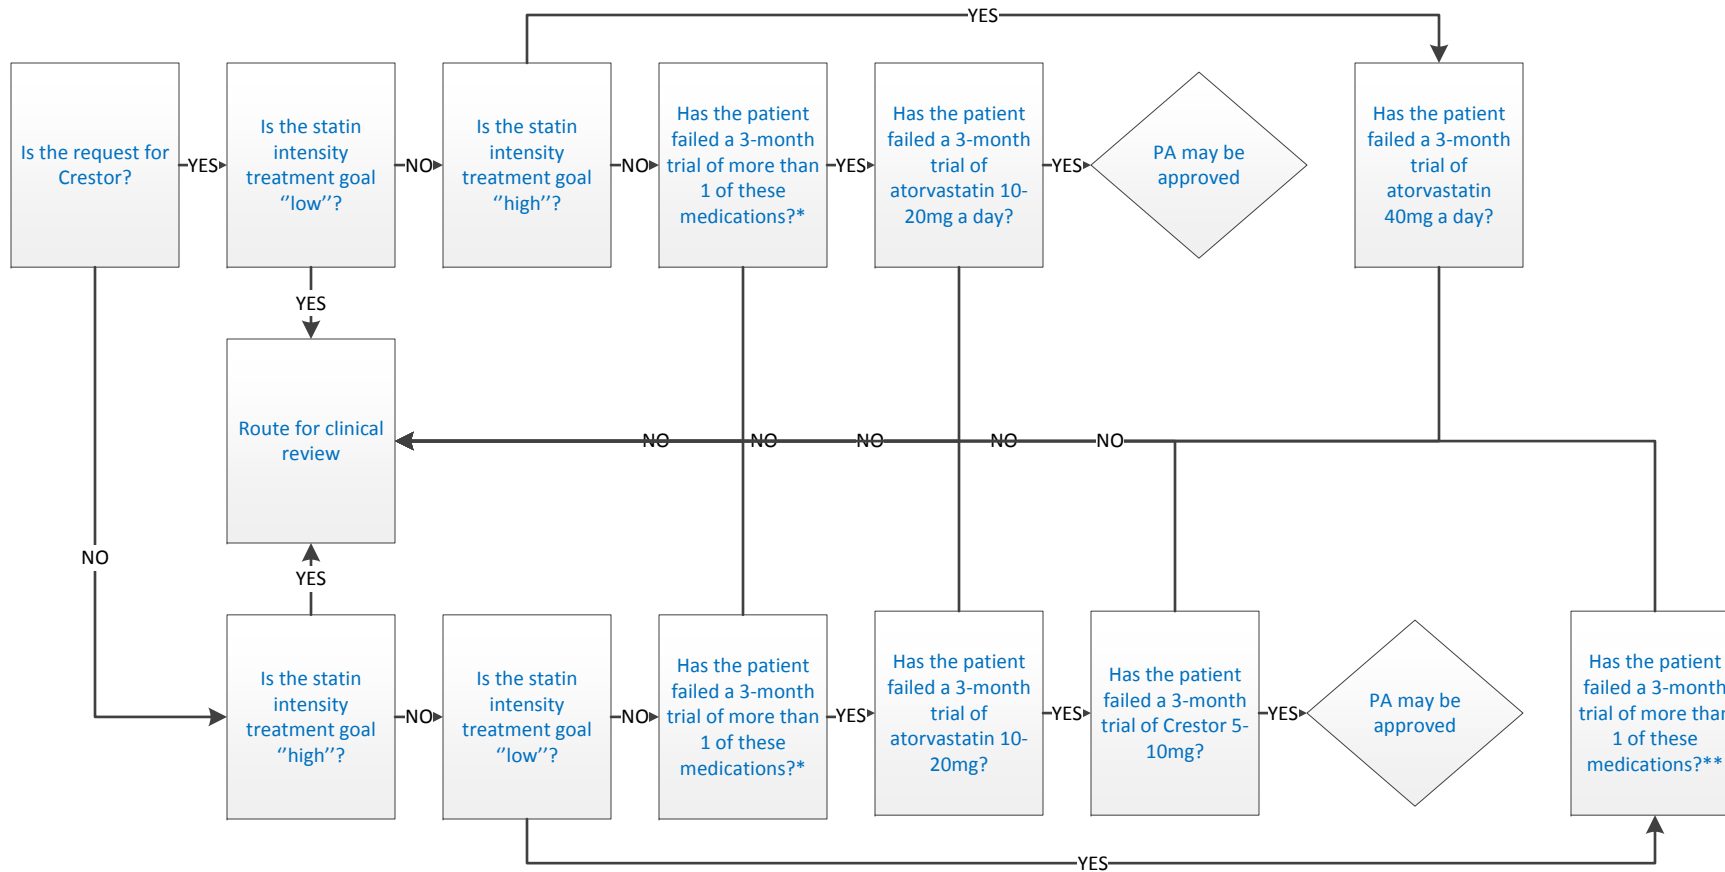 YES
Is the request for
Crestor?
YES
Is the statin
intensity
treatment goal
‘’low’’?
NO
Is the statin
intensity
treatment goal
‘’high’’?
NO
Has the patient
failed a 3-month
trial of more than
1 of these
medications?*
YES
Has the patient
failed a 3-month
trial of
atorvastatin 10-
20mg a day?
YES
PA may be
approved
Has the patient
failed a 3-month
trial of
atorvastatin
40mg a day?
YES
Route for clinical
review
NO
NO
NO
NO
NO
NO
YES
Is the statin
intensity
treatment goal
‘’high’’?
NO
Is the statin
intensity
treatment goal
‘’low’’?
NO
Has the patient
failed a 3-month
trial of more than
1 of these
medications?*
YES
Has the patient
failed a 3-month
trial of
atorvastatin 10-
20mg?
YES
Has the patient
failed a 3-month
trial of Crestor 5-
10mg?
YES
PA may be
approved
Has the patient
failed a 3-month
trial of more than
1 of these
medications?**
YES